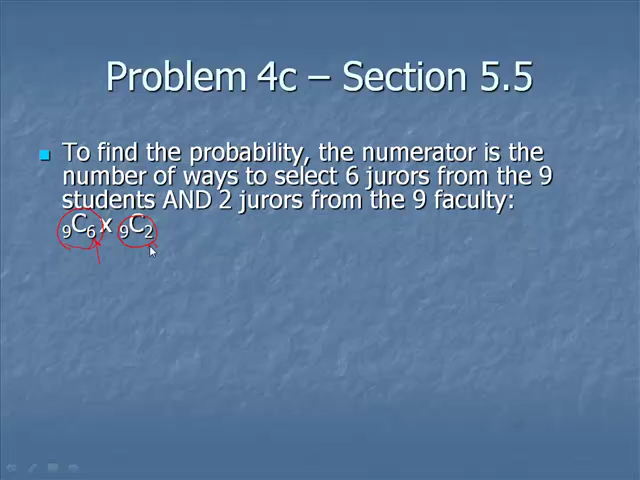 Problem 4c – Section 5.5
To find the probability, the numerator is the
number of ways to select 6 jurors from the 9
students AND 2 jurors from the 9 faculty:
₉C₆ x ₉C₂